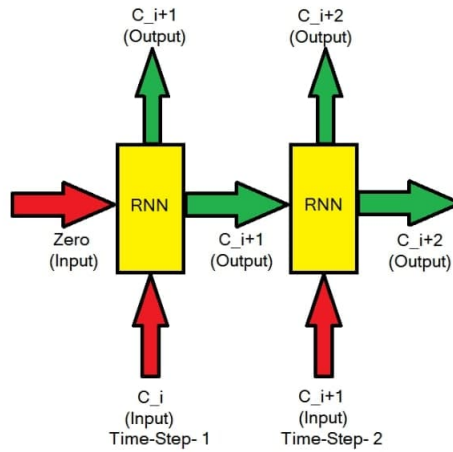 C_i+1
(Output)
C_i+2
(Output)
RNN
RNN
Zero
(Input)
C_i+1
(Output)
C_i+2
(Output)
C_i
(Input)
Time-Step- 1
C_i+1
(Input)
Time-Step- 2